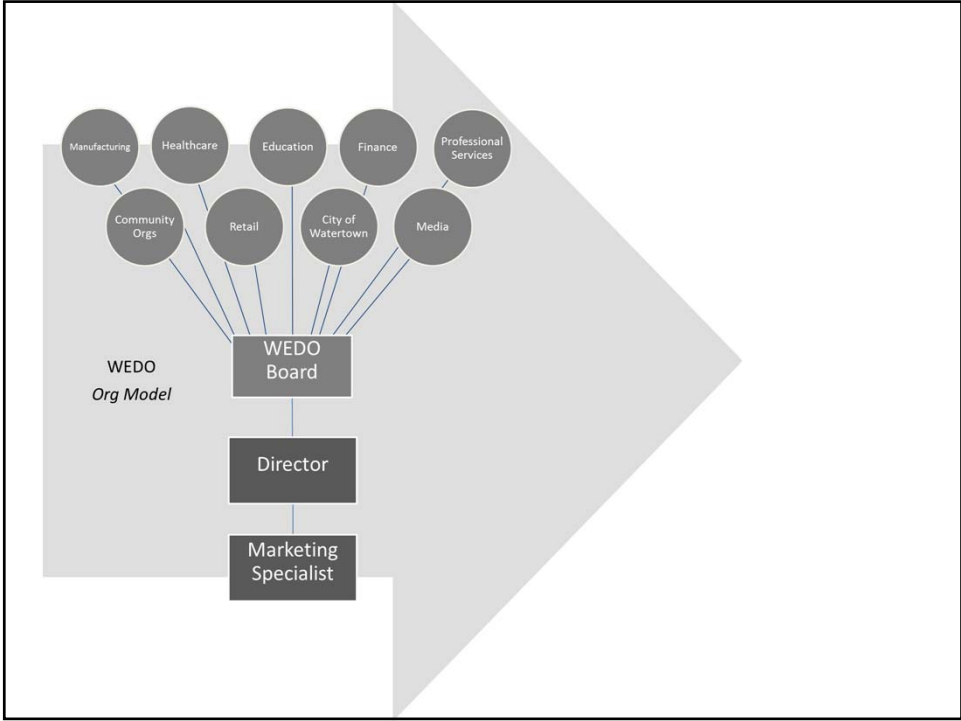 Manufacturing
Healthcare
Education
Finance
Professional
Services
Community
Orgs
Retail
City of
Watertown
Media
WEDO
Board
WEDO
Org Model
Director
Marketing
Specialist